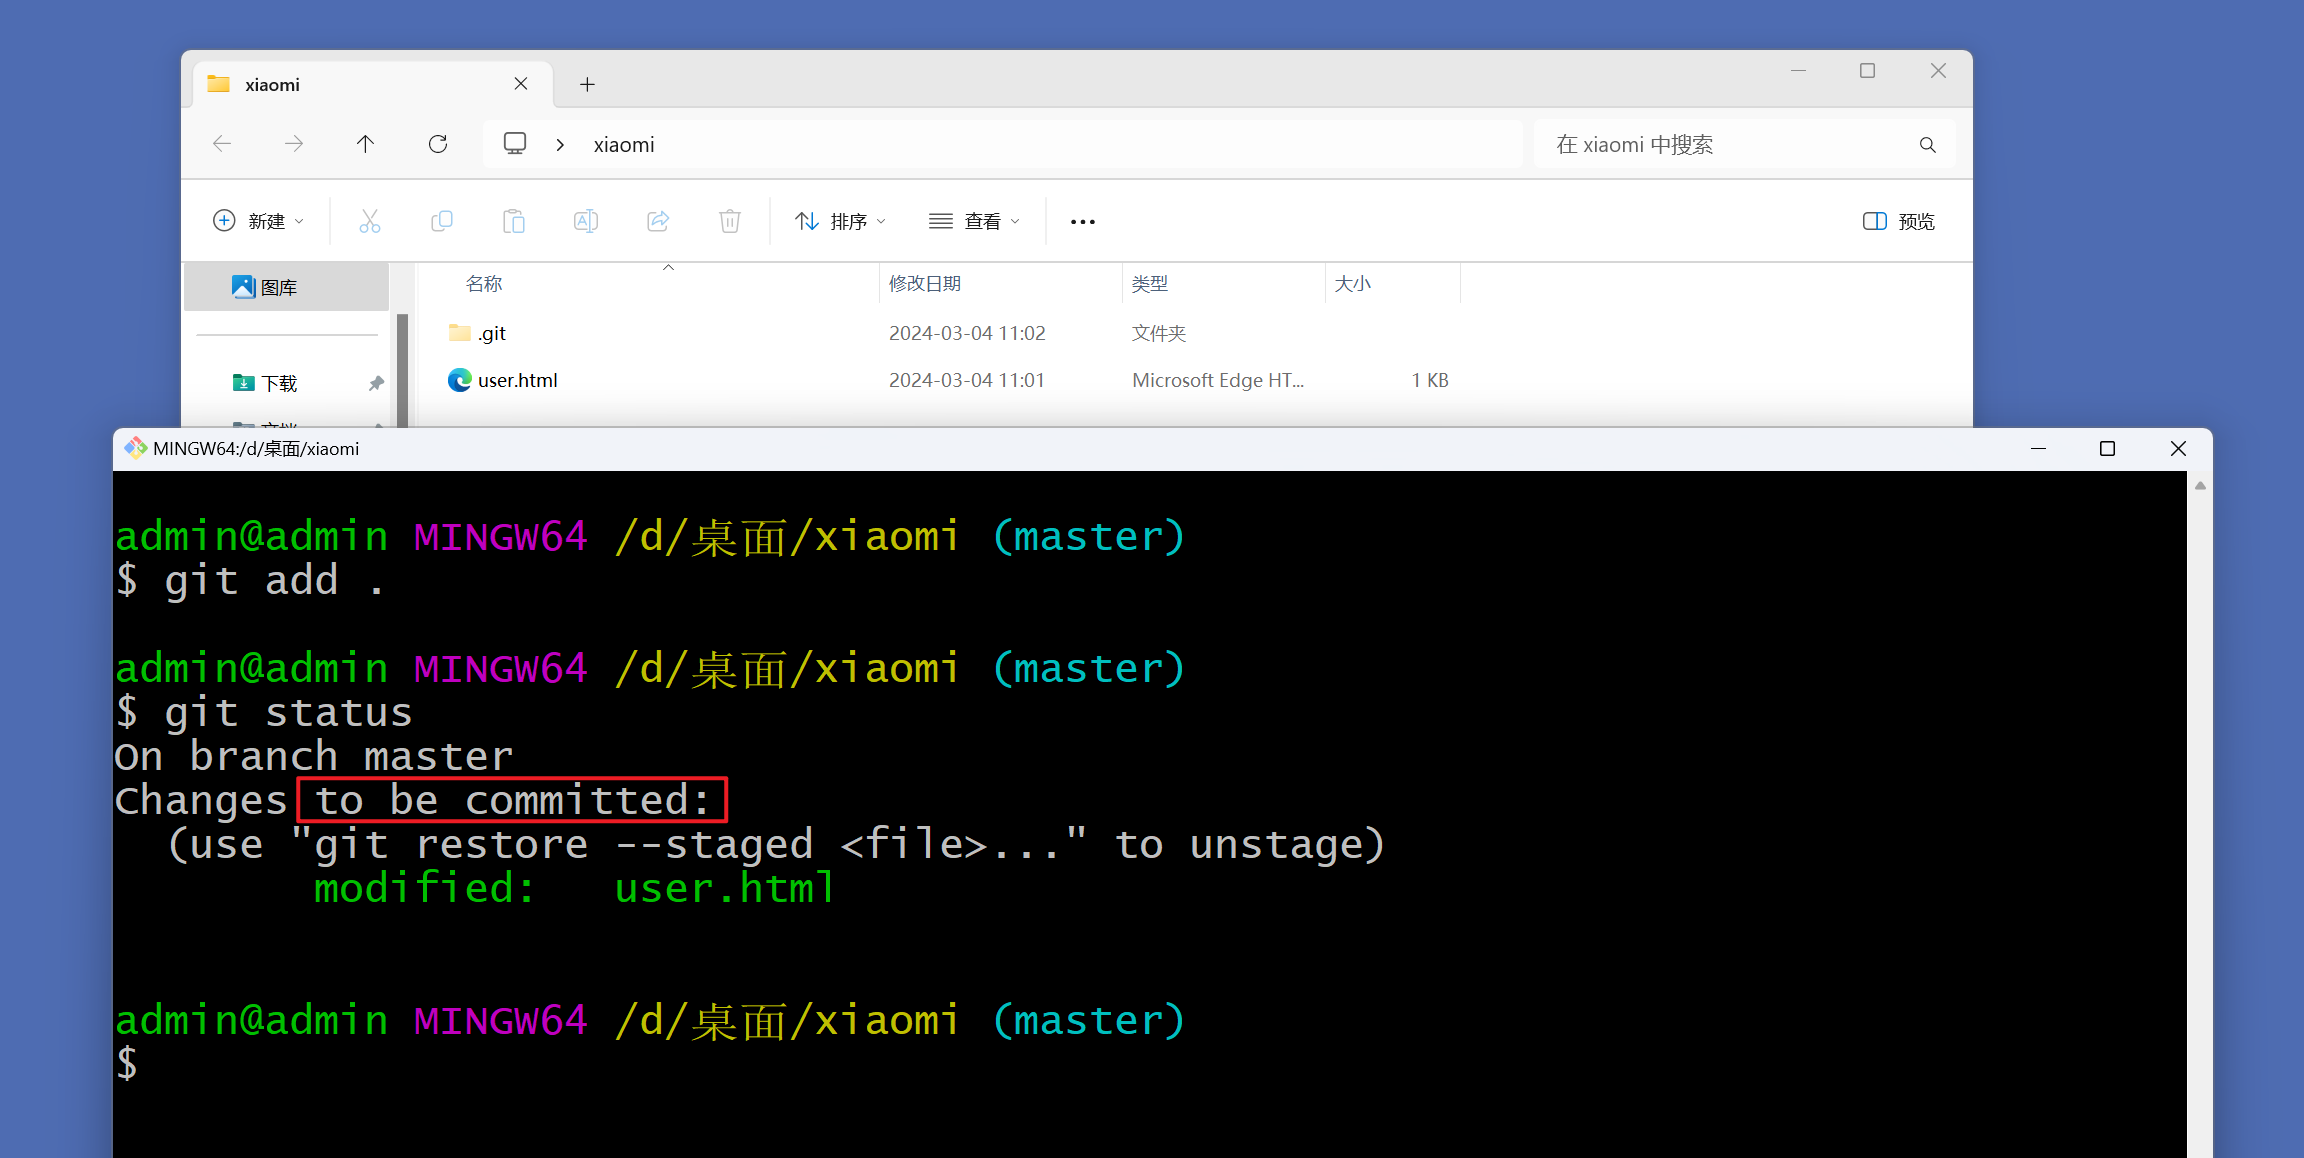 xiaomi
xiaomi
在 xiaomi 中搜索
新建
排序
查看
预览
图库
名称
修改日期
类型
大小
.git
2024-03-04 11:02
文件夹
下载
user.html
2024-03-04 11:01
Microsoft Edge HT...
1 KB
MINGW64:/d/桌面/xiaomi
admin@admin MINGW64 /d/桌面/xiaomi (master)
$ git add .
admin@admin MINGW64 /d/桌面/xiaomi (master)
$ git status
On branch master
Changes to be committed:
(use "git restore --staged <file>..." to unstage)
modified: user.html
admin@admin MINGW64 /d/桌面/xiaomi (master)
$